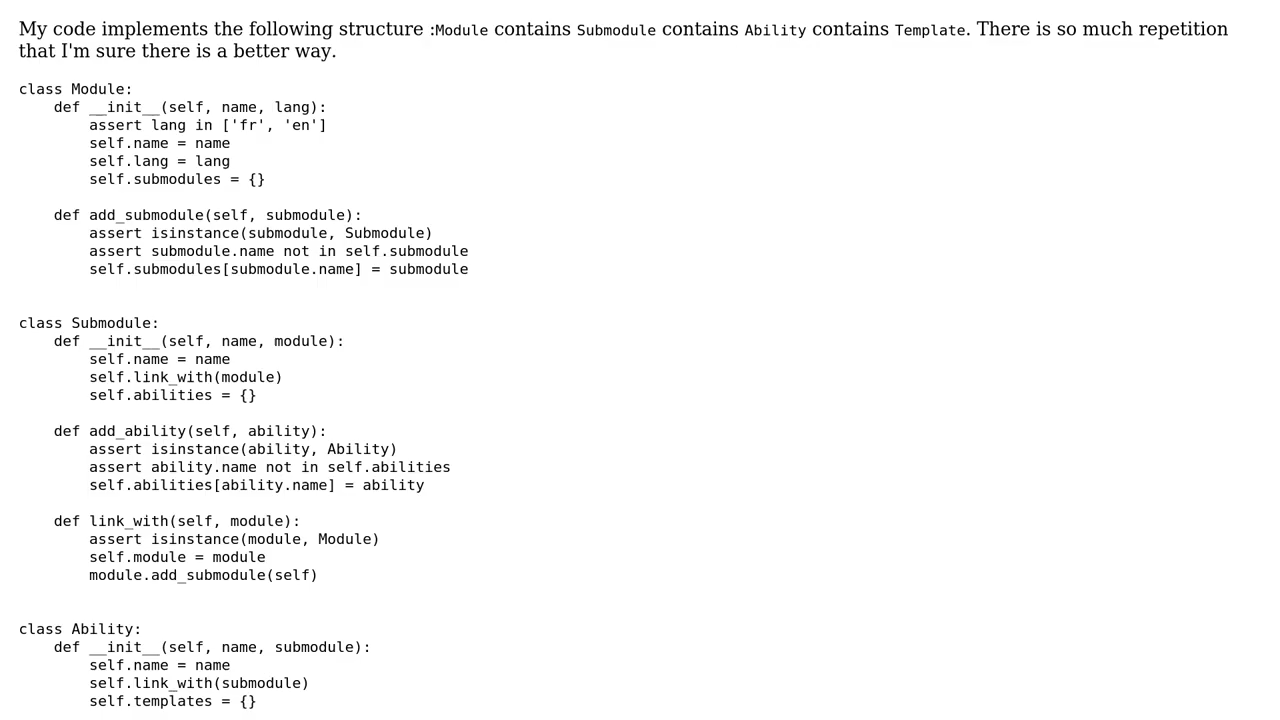 My code implements the following structure :Module contains Submodule contains Ability contains Template. There is so much repetition
that I'm sure there is a better way.
class Module:
    def __init__(self, name, lang):
        assert lang in ['fr', 'en']
        self.name = name
        self.lang = lang
        self.submodules = {}

    def add_submodule(self, submodule):
        assert isinstance(submodule, Submodule)
        assert submodule.name not in self.submodule
        self.submodules[submodule.name] = submodule


class Submodule:
    def __init__(self, name, module):
        self.name = name
        self.link_with(module)
        self.abilities = {}

    def add_ability(self, ability):
        assert isinstance(ability, Ability)
        assert ability.name not in self.abilities
        self.abilities[ability.name] = ability

    def link_with(self, module):
        assert isinstance(module, Module)
        self.module = module
        module.add_submodule(self)


class Ability:
    def __init__(self, name, submodule):
        self.name = name
        self.link_with(submodule)
        self.templates = {}